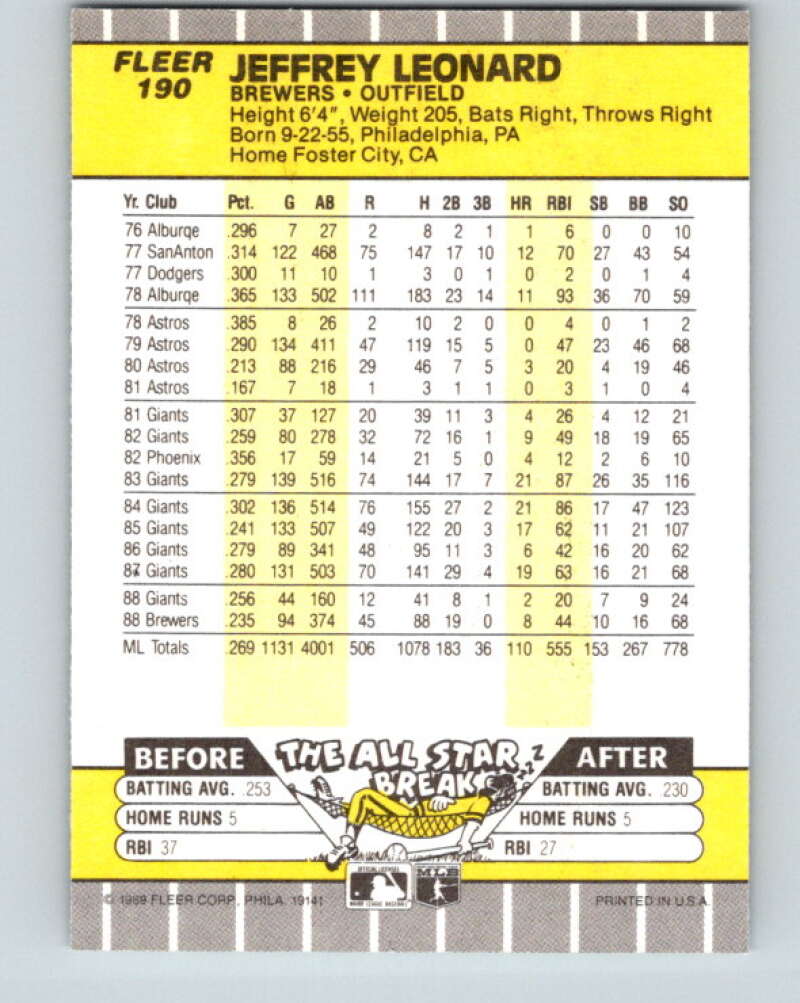 FLEER
190
JEFFREY LEONARD
BREWERS • OUTFIELD
Height 6'4", Weight 205, Bats Right, Throws Right
Born 9-22-55, Philadelphia, PA
Home Foster City, CA
Yr. Club Pct. G AB R H 2B 3B HR RBI SB BB SO
76 Alburqe .296 7 27 2 8 2 1 1 6 0 0 10
77 SanAnton .314 122 468 75 147 17 10 12 70 27 43 54
77 Dodgers .300 11 10 1 3 0 1 0 2 0 1 4
78 Alburqe .365 133 502 111 183 23 14 11 93 36 70 59
78 Astros .385 8 26 2 10 2 0 0 4 0 1 2
79 Astros .290 134 411 47 119 15 5 0 47 23 46 68
80 Astros .213 88 216 29 46 7 5 3 20 4 19 46
81 Astros .167 7 18 1 3 1 1 0 3 1 0 4
81 Giants .307 37 127 20 39 11 3 4 26 4 12 21
82 Giants .259 80 278 32 72 16 1 9 49 18 19 65
82 Phoenix .356 17 59 14 21 5 0 4 12 2 6 10
83 Giants .279 139 516 74 144 17 7 21 87 26 35 116
84 Giants .302 136 514 76 155 27 2 21 86 17 47 123
85 Giants .241 133 507 49 122 20 3 17 62 11 21 107
86 Giants .279 89 341 48 95 11 3 6 42 16 20 62
87 Giants .280 131 503 70 141 29 4 19 63 16 21 68
88 Giants .256 44 160 12 41 8 1 2 20 7 9 24
88 Brewers .235 94 374 45 88 19 0 8 44 10 16 68
ML Totals .269 1131 4001 506 1078 183 36 110 555 153 267 778
BEFORE THE ALL STAR BREAK AFTER
BATTING AVG. .253 BATTING AVG. .230
HOME RUNS 5 HOME RUNS 5
RBI 37 RBI 27
OFFICIAL LICENSEE
MAJOR LEAGUE BASEBALL
MLB
© 1989 FLEER CORP., PHILA. 19141 PRINTED IN U.S.A.